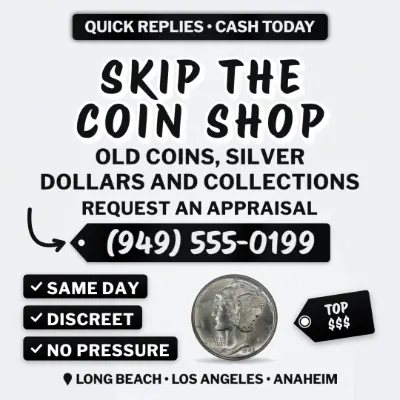 QUICK REPLIES • CASH TODAY
SKIP THE
COIN SHOP
OLD COINS, SILVER
DOLLARS AND COLLECTIONS
REQUEST AN APPRAISAL
(949) 555-0199
✓ SAME DAY
✓ DISCREET
✓ NO PRESSURE
TOP
$$$
LONG BEACH • LOS ANGELES • ANAHEIM